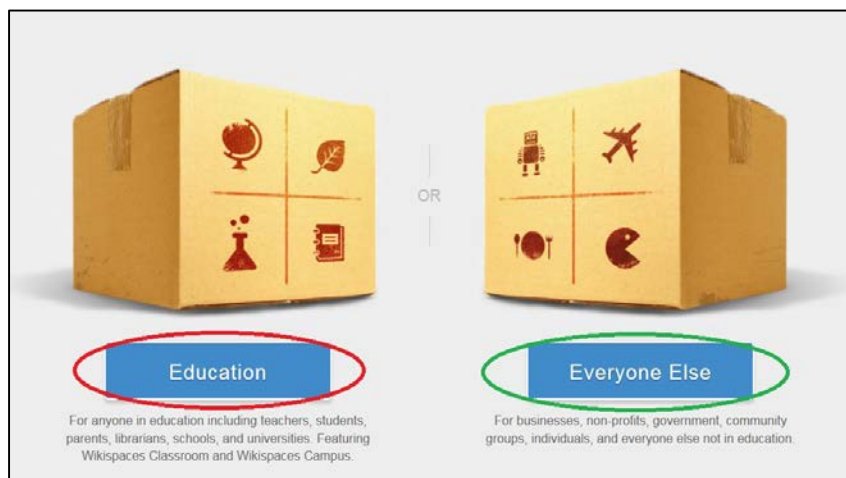 OR
Education
Everyone Else
For anyone in education including teachers, students,
parents, librarians, schools, and universities. Featuring
Wikispaces Classroom and Wikispaces Campus.
For businesses, non-profits, government, community
groups, individuals, and everyone else not in education.